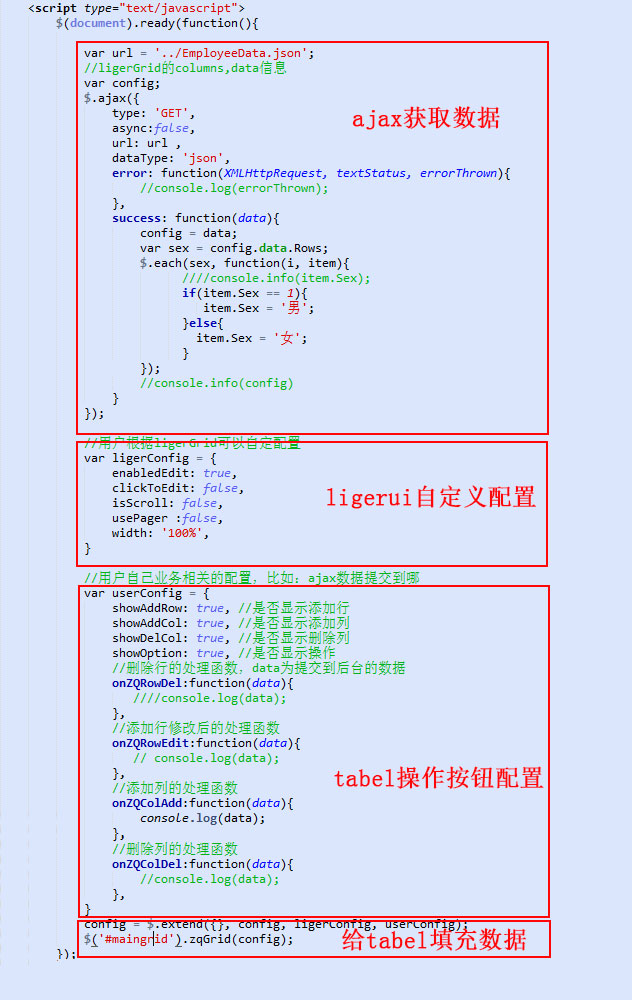 <script type="text/javascript">
$(document).ready(function(){
var url = '../EmployeeData.json';
//ligerGrid的columns,data信息
var config;
$.ajax({
type: 'GET',
async:false,
url: url ,
dataType: 'json',
error: function(XMLHttpRequest, textStatus, errorThrown){
//console.log(errorThrown);
},
success: function(data){
config = data;
var sex = config.data.Rows;
$.each(sex, function(i, item){
////console.info(item.Sex);
if(item.Sex == 1){
item.Sex = '男';
}else{
item.Sex = '女';
}
});
//console.info(config)
}
});
ajax获取数据
//用户根据ligerGrid可以自定配置
var ligerConfig = {
enabledEdit: true,
clickToEdit: false,
isScroll: false,
usePager :false,
width: '100%',
}
ligerui自定义配置
//用户自己业务相关的配置，比如：ajax数据提交到哪
var userConfig = {
showAddRow: true, //是否显示添加行
showAddCol: true, //是否显示添加列
showDelCol: true, //是否显示删除列
showOption: true, //是否显示操作
//删除行的处理函数，data为提交到后台的数据
onZQRowDel:function(data){
////console.log(data);
},
//添加行修改后的处理函数
onZQRowEdit:function(data){
// console.log(data);
},
//添加列的处理函数
onZQColAdd:function(data){
console.log(data);
},
//删除列的处理函数
onZQColDel:function(data){
//console.log(data);
},
}
tabel操作按钮配置
config = $.extend({}, config, ligerConfig, userConfig);
$('#maingrid').zqGrid(config);
给tabel填充数据
});